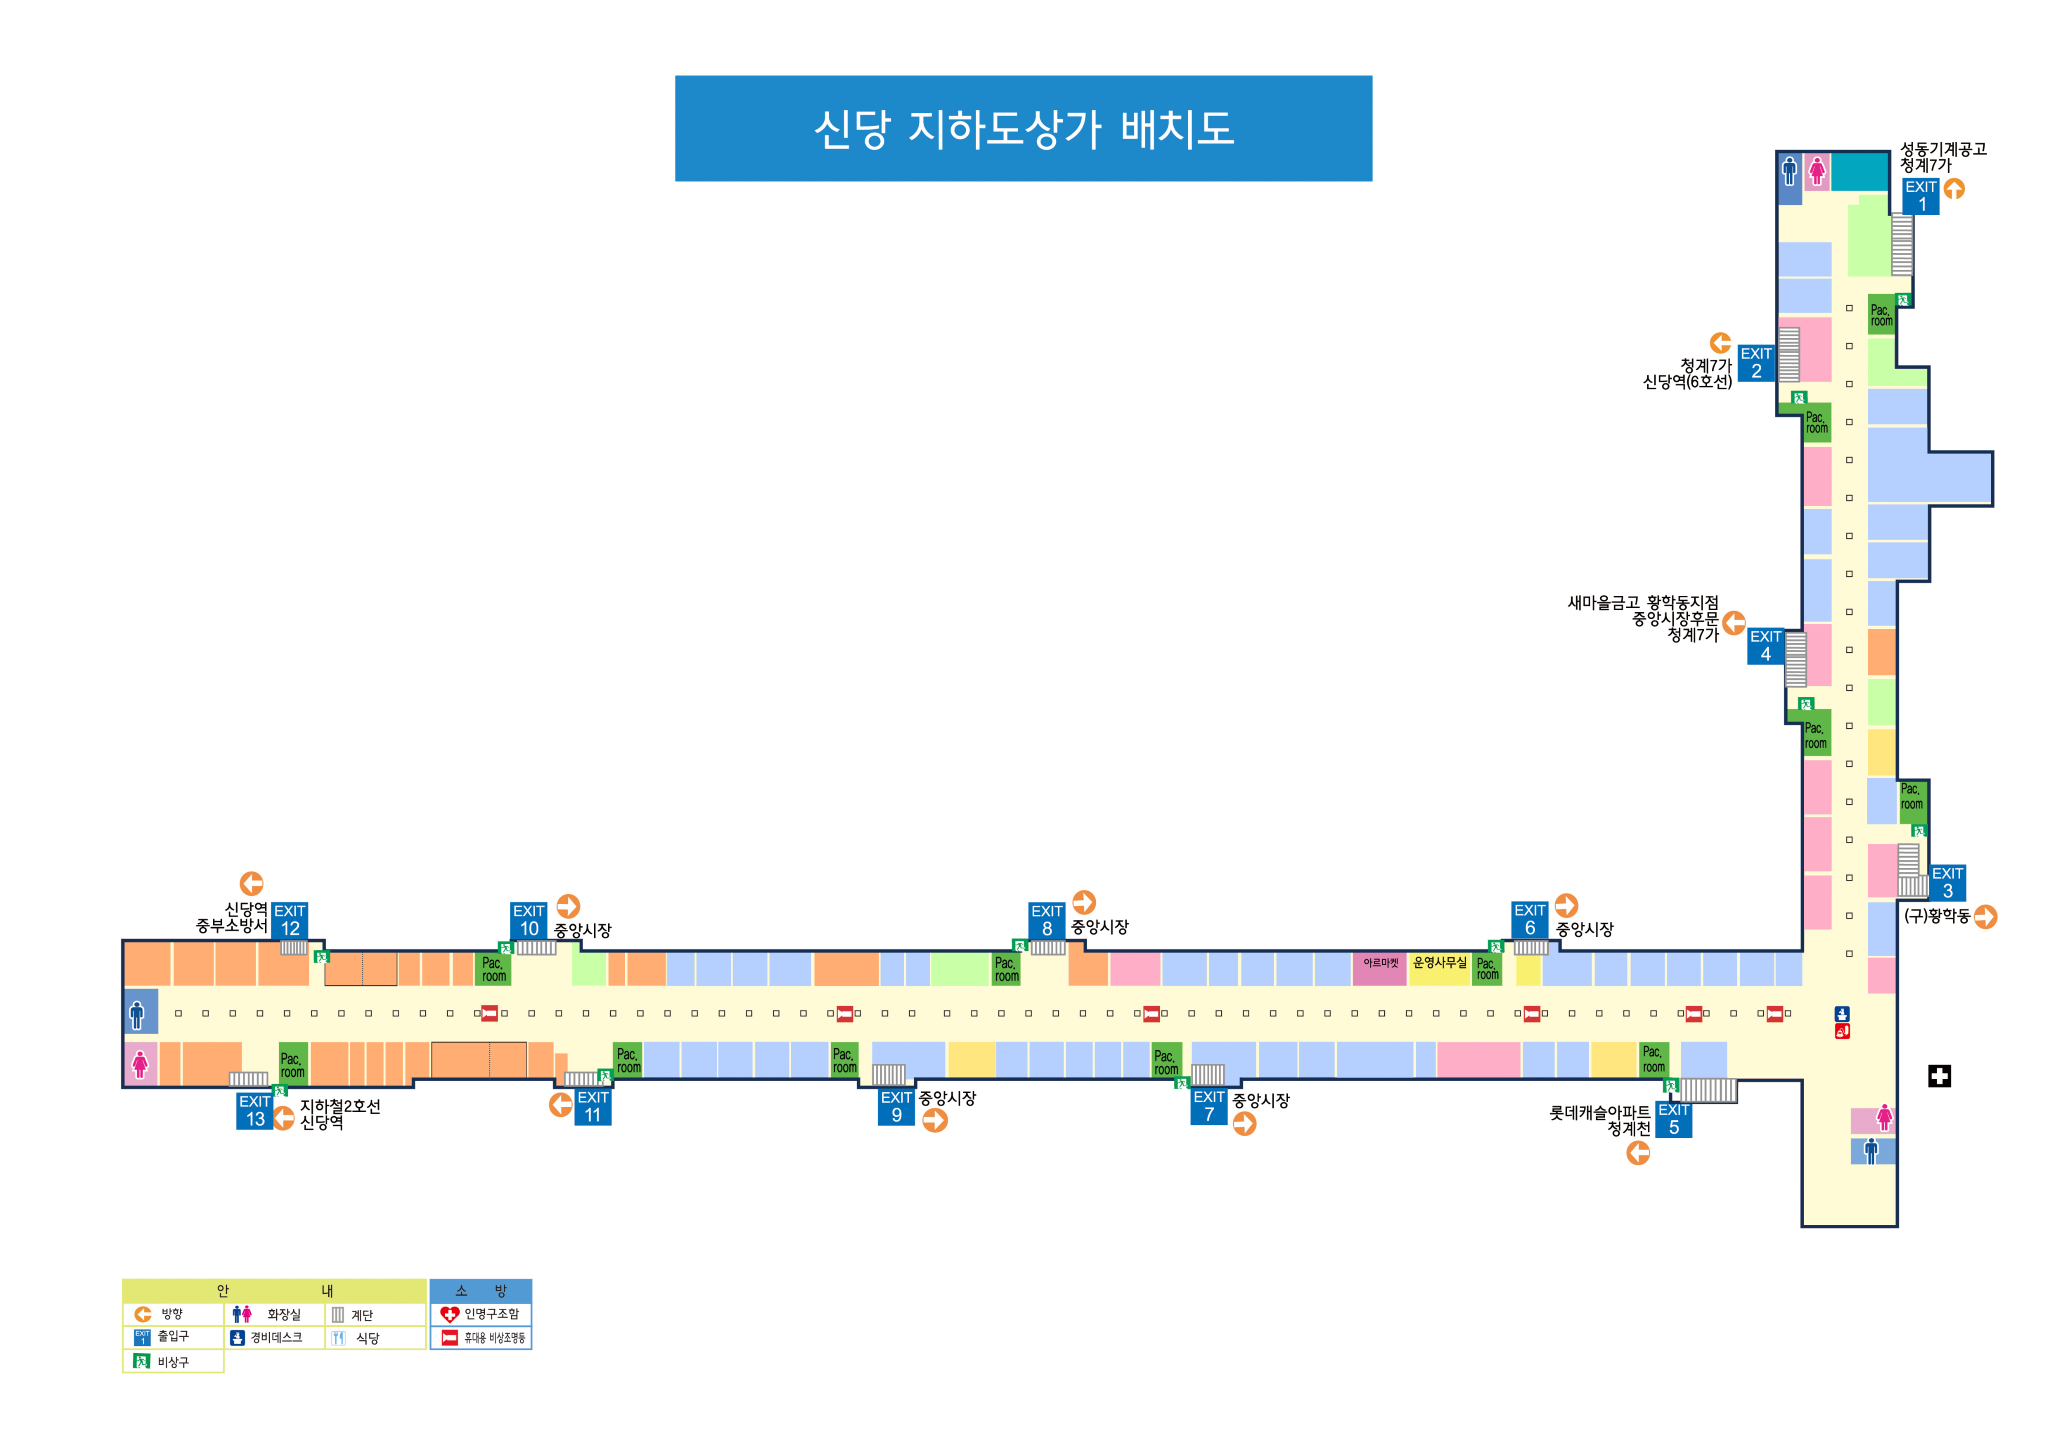 신당 지하도상가 배치도
성동기계공고
청계7가
EXIT
1
Pac.
room
EXIT
2
청계7가
신당역(6호선)
Pac.
room
새마을금고 황학동지점
중앙시장후문
청계7가
EXIT
4
Pac.
room
Pac.
room
EXIT
3
(구)황학동
신당역
중부소방서
EXIT
12
EXIT
10
중앙시장
EXIT
8
중앙시장
EXIT
6
중앙시장
Pac.
room
Pac.
room
아르마켓
운영사무실
Pac.
room
Pac.
room
Pac.
room
Pac.
room
Pac.
room
Pac.
room
EXIT
13
지하철2호선
신당역
EXIT
11
EXIT
9
중앙시장
EXIT
7
중앙시장
롯데캐슬아파트
청계천
EXIT
5
안 내
소 방
방향
화장실
계단
인명구조함
EXIT
1
출입구
경비데스크
식당
휴대용 비상조명등
비상구